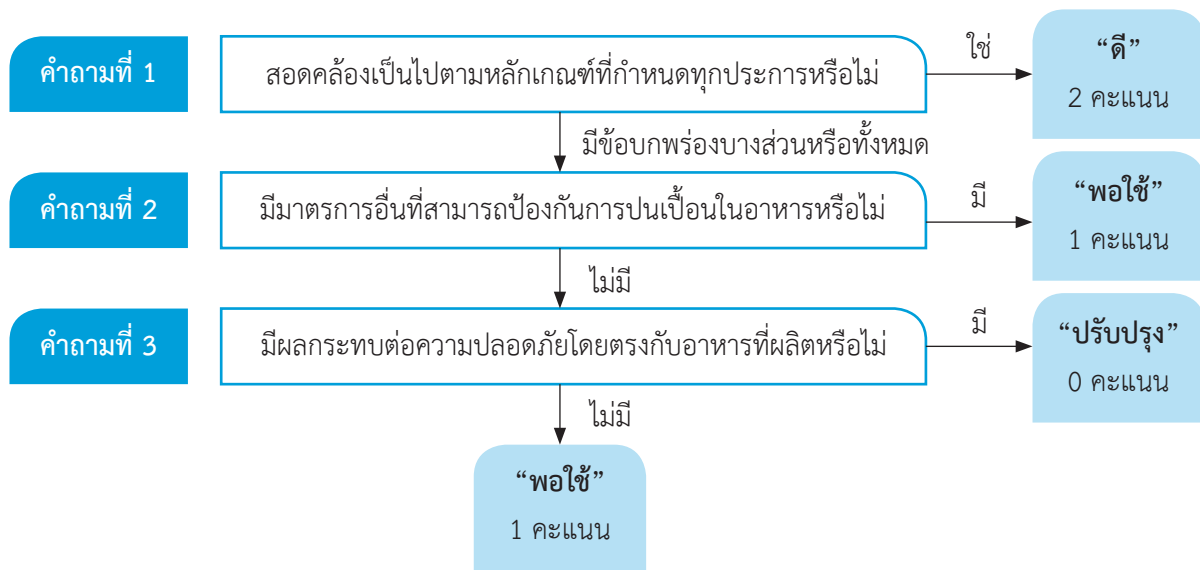 คำถามที่ 1
สอดคล้องเป็นไปตามหลักเกณฑ์ที่กำหนดทุกประการหรือไม่
ใช่
“ดี”
2 คะแนน
มีข้อบกพร่องบางส่วนหรือทั้งหมด
คำถามที่ 2
มีมาตรการอื่นที่สามารถป้องกันการปนเปื้อนในอาหารหรือไม่
มี
“พอใช้”
1 คะแนน
ไม่มี
คำถามที่ 3
มีผลกระทบต่อความปลอดภัยโดยตรงกับอาหารที่ผลิตหรือไม่
มี
“ปรับปรุง”
0 คะแนน
ไม่มี
“พอใช้”
1 คะแนน